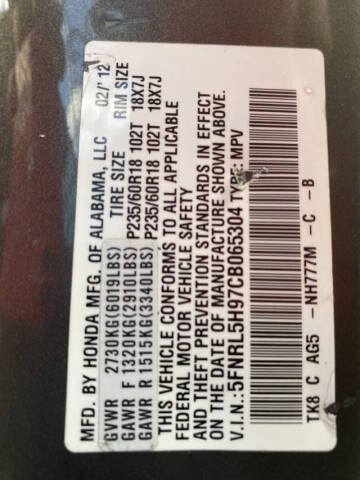 MFD. BY HONDA MFG. OF ALABAMA, LLC 02/'12
TIRE SIZE RIM SIZE
GVWR 2730KG(6019LBS)
GAWR F 1320KG(2910LBS) P235/60R18 102T 18X7J
GAWR R 1515KG(3340LBS) P235/60R18 102T 18X7J
THIS VEHICLE CONFORMS TO ALL APPLICABLE
FEDERAL MOTOR VEHICLE SAFETY
AND THEFT PREVENTION STANDARDS IN EFFECT
ON THE DATE OF MANUFACTURE SHOWN ABOVE.
V.I.N.:5FNRL5H97CB065304 TYPE: MPV
TK8 C AG5 -NH777M -C -B